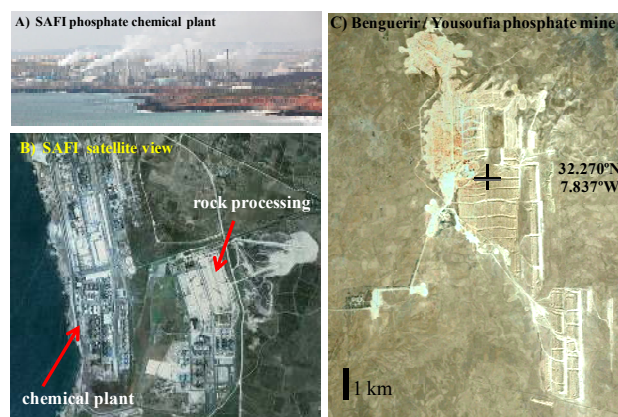 A) SAFI phosphate chemical plant
B) SAFI satellite view
rock processing
chemical plant
C) Benguerir / Yousoufia phosphate mine
32.270ºN
7.837ºW
1 km